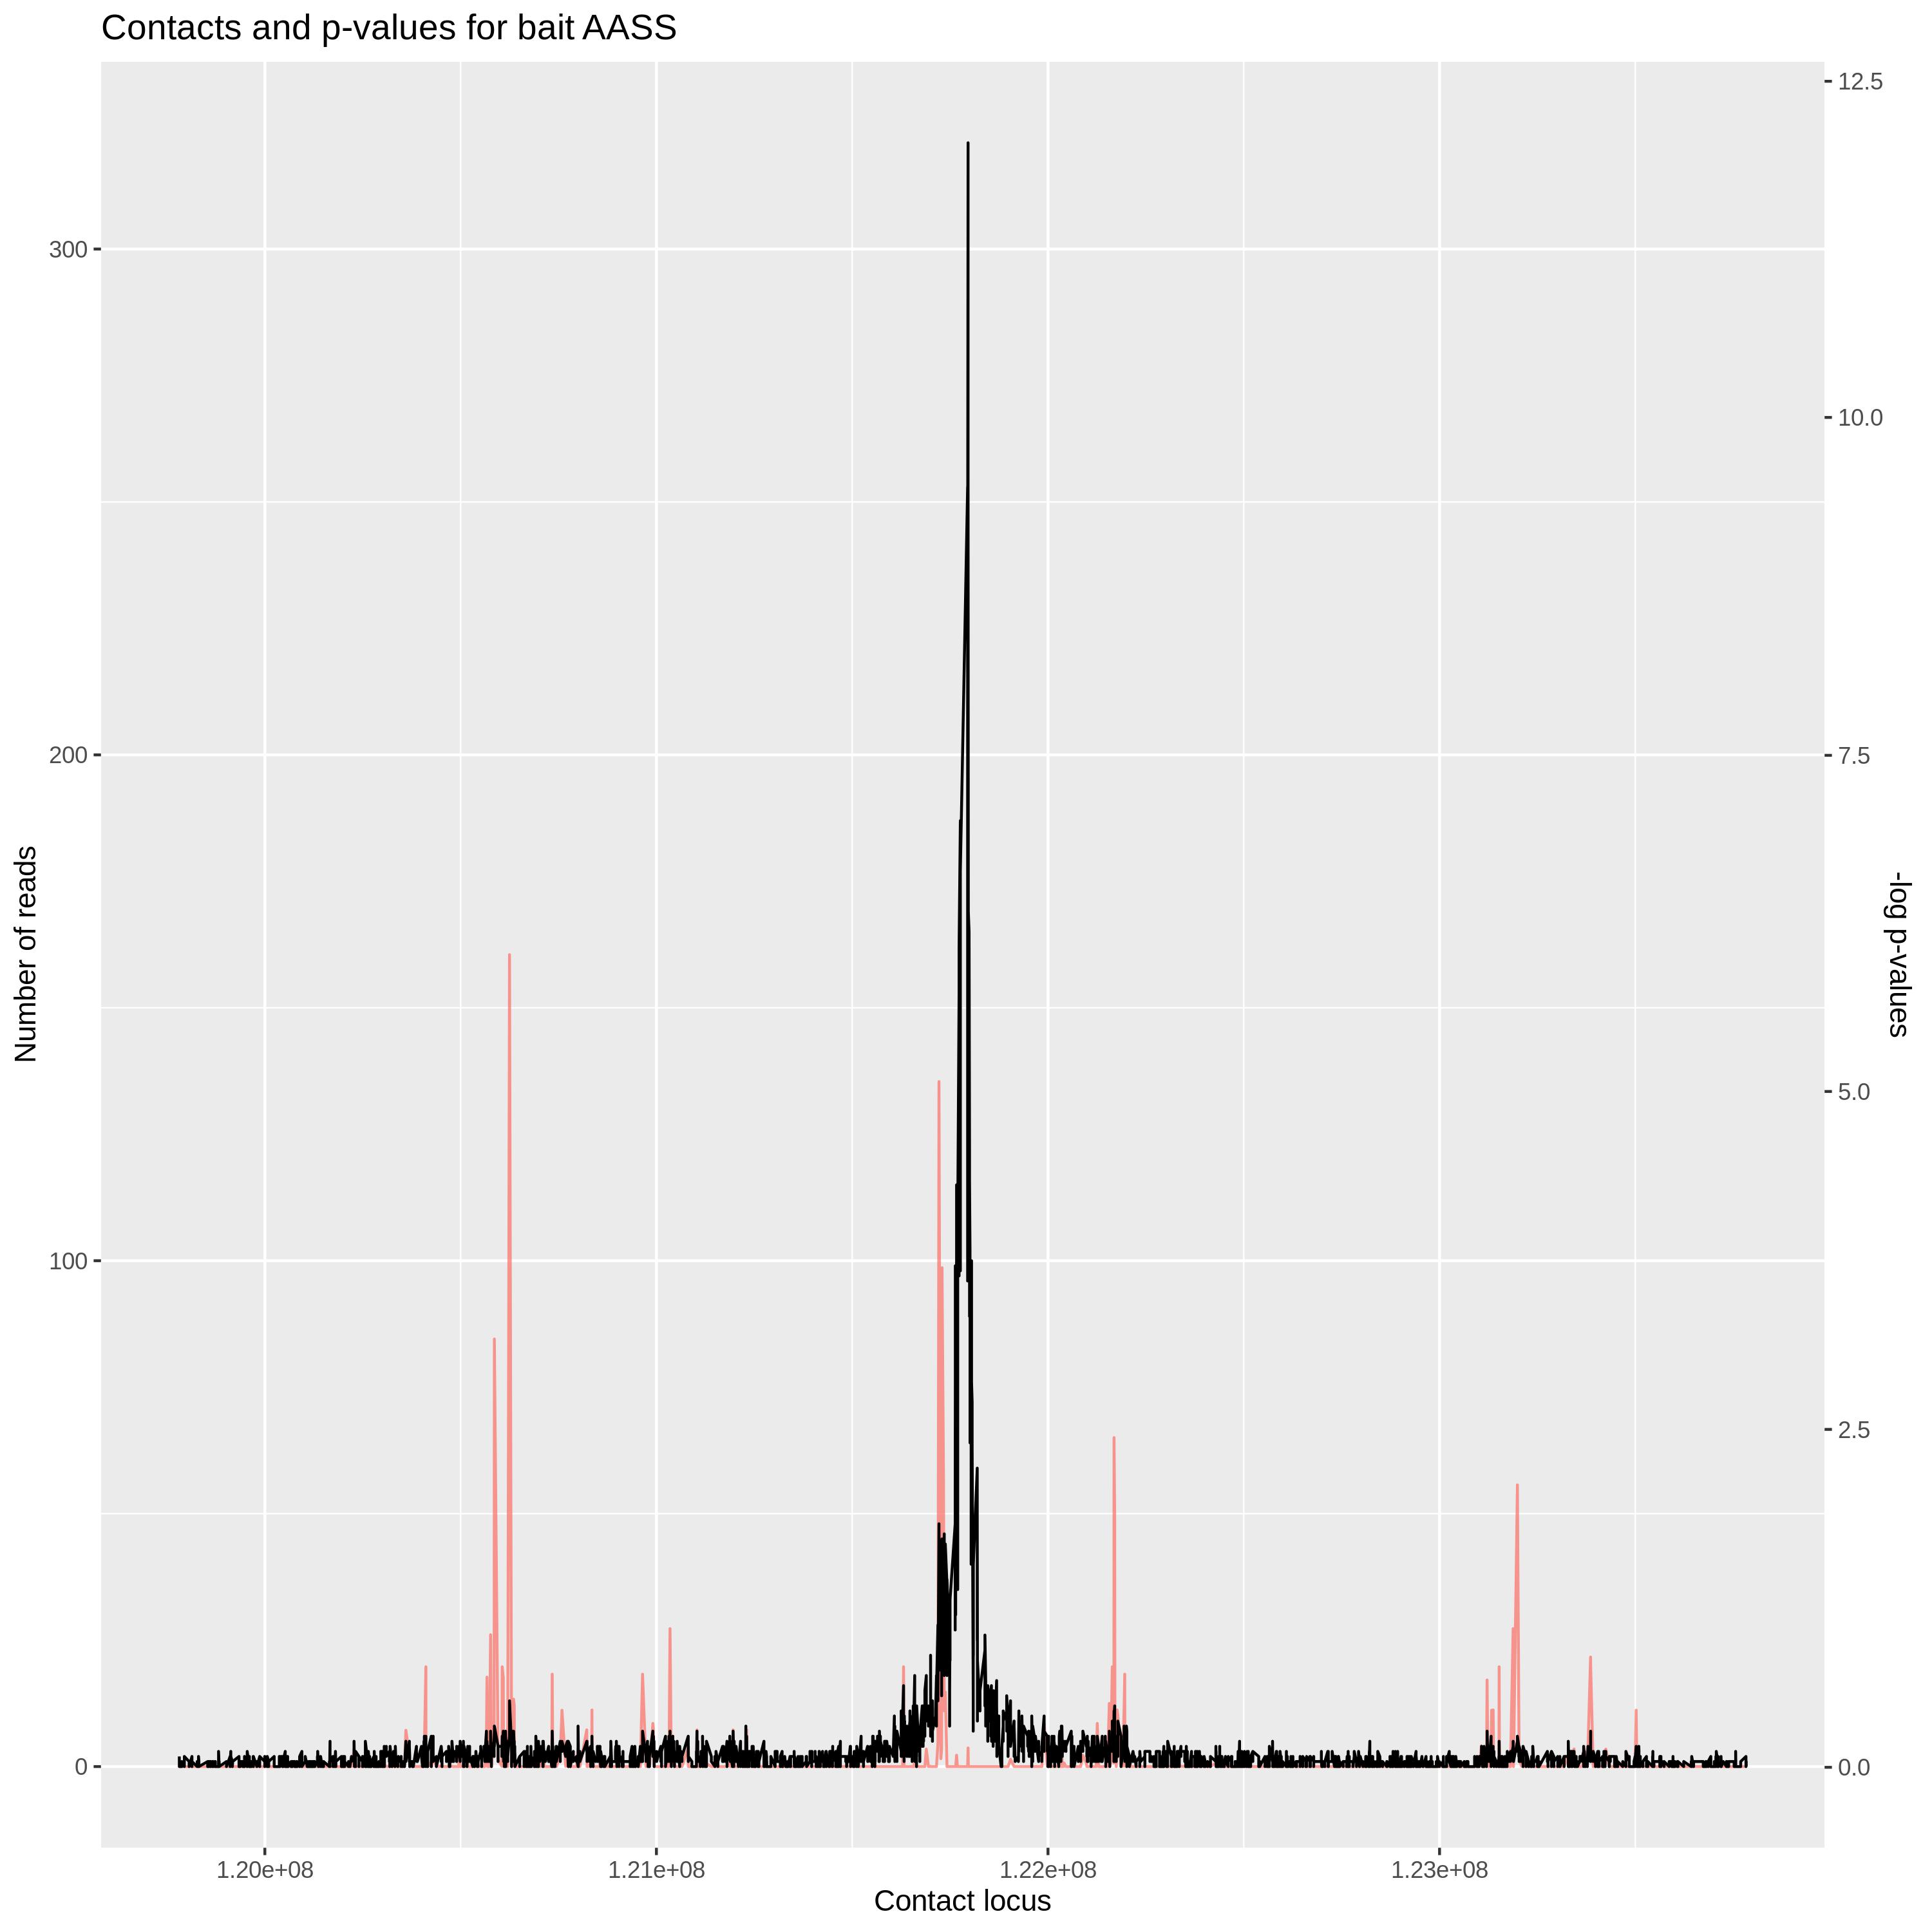 Contacts and p-values for bait AASS
12.5
300
10.0
200
7.5
Number of reads
-log p-values
5.0
100
2.5
0
0.0
1.20e+08
1.21e+08
1.22e+08
1.23e+08
Contact locus